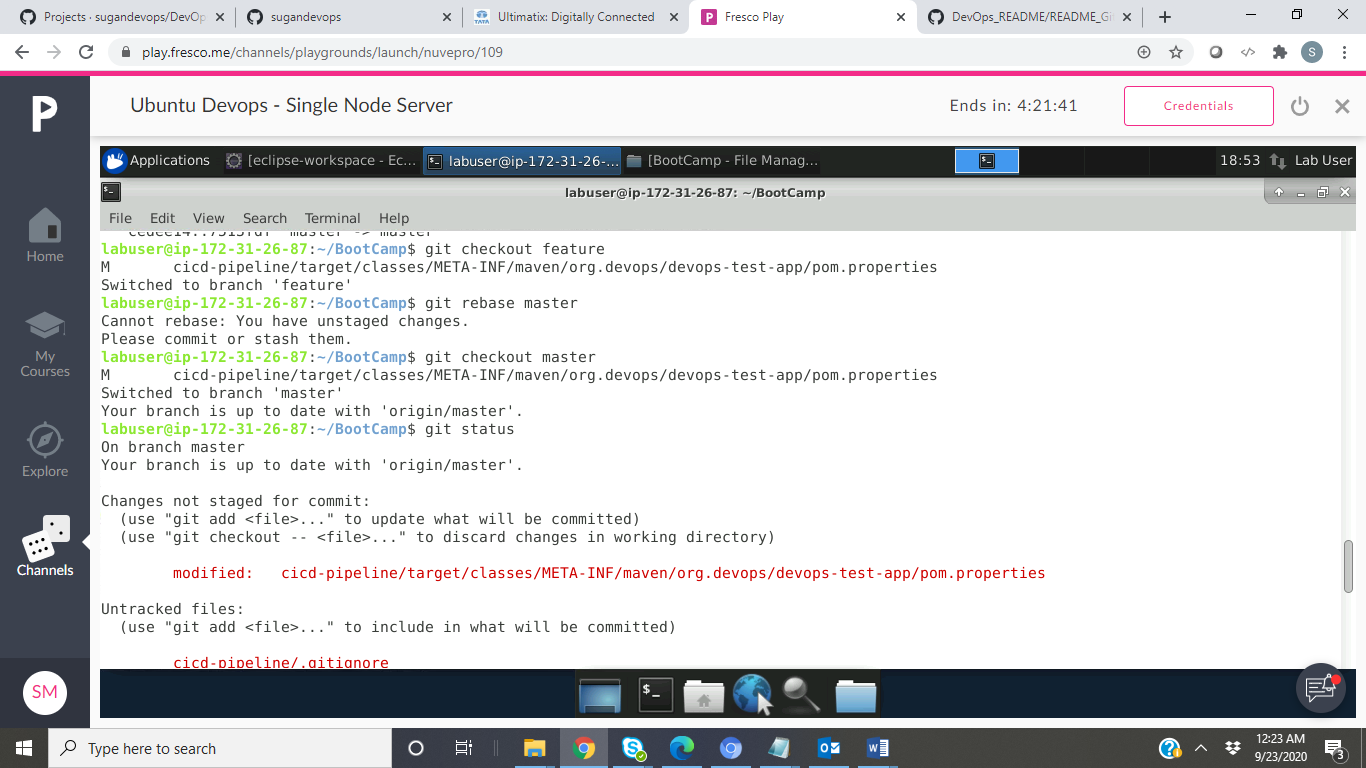 Projects · sugandevops/DevOp
sugandevops
Ultimatix: Digitally Connected
Fresco Play
DevOps_README/README_Gi
play.fresco.me/channels/playgrounds/launch/nuvepro/109
S
Ubuntu Devops - Single Node Server
Ends in: 4:21:41
Credentials
Applications
[eclipse-workspace - Ec...
labuser@ip-172-31-26-...
[BootCamp - File Manag...
18:53
Lab User
labuser@ip-172-31-26-87: ~/BootCamp
File Edit View Search Terminal Help
cedee14..7515fdf master -> master
labuser@ip-172-31-26-87:~/BootCamp$ git checkout feature
M cicd-pipeline/target/classes/META-INF/maven/org.devops/devops-test-app/pom.properties
Switched to branch 'feature'
labuser@ip-172-31-26-87:~/BootCamp$ git rebase master
Cannot rebase: You have unstaged changes.
Please commit or stash them.
labuser@ip-172-31-26-87:~/BootCamp$ git checkout master
M cicd-pipeline/target/classes/META-INF/maven/org.devops/devops-test-app/pom.properties
Switched to branch 'master'
Your branch is up to date with 'origin/master'.
labuser@ip-172-31-26-87:~/BootCamp$ git status
On branch master
Your branch is up to date with 'origin/master'.
Changes not staged for commit:
(use "git add <file>..." to update what will be committed)
(use "git checkout -- <file>..." to discard changes in working directory)
modified: cicd-pipeline/target/classes/META-INF/maven/org.devops/devops-test-app/pom.properties
Untracked files:
(use "git add <file>..." to include in what will be committed)
cicd-pipeline/.gitignore
Home
My
Courses
Explore
Channels
SM
Type here to search
12:23 AM
9/23/2020
3